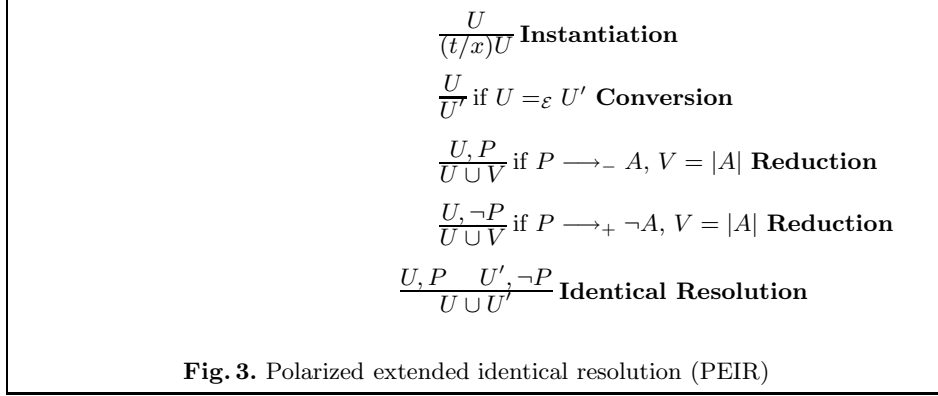 U
(t/x)U Instantiation
U
U′ if U =ℰ U′ Conversion
U, P
U ∪ V if P ⟶₋ A, V = |A| Reduction
U, ¬P
U ∪ V if P ⟶₊ ¬A, V = |A| Reduction
U, P U′, ¬P
U ∪ U′ Identical Resolution
Fig. 3. Polarized extended identical resolution (PEIR)